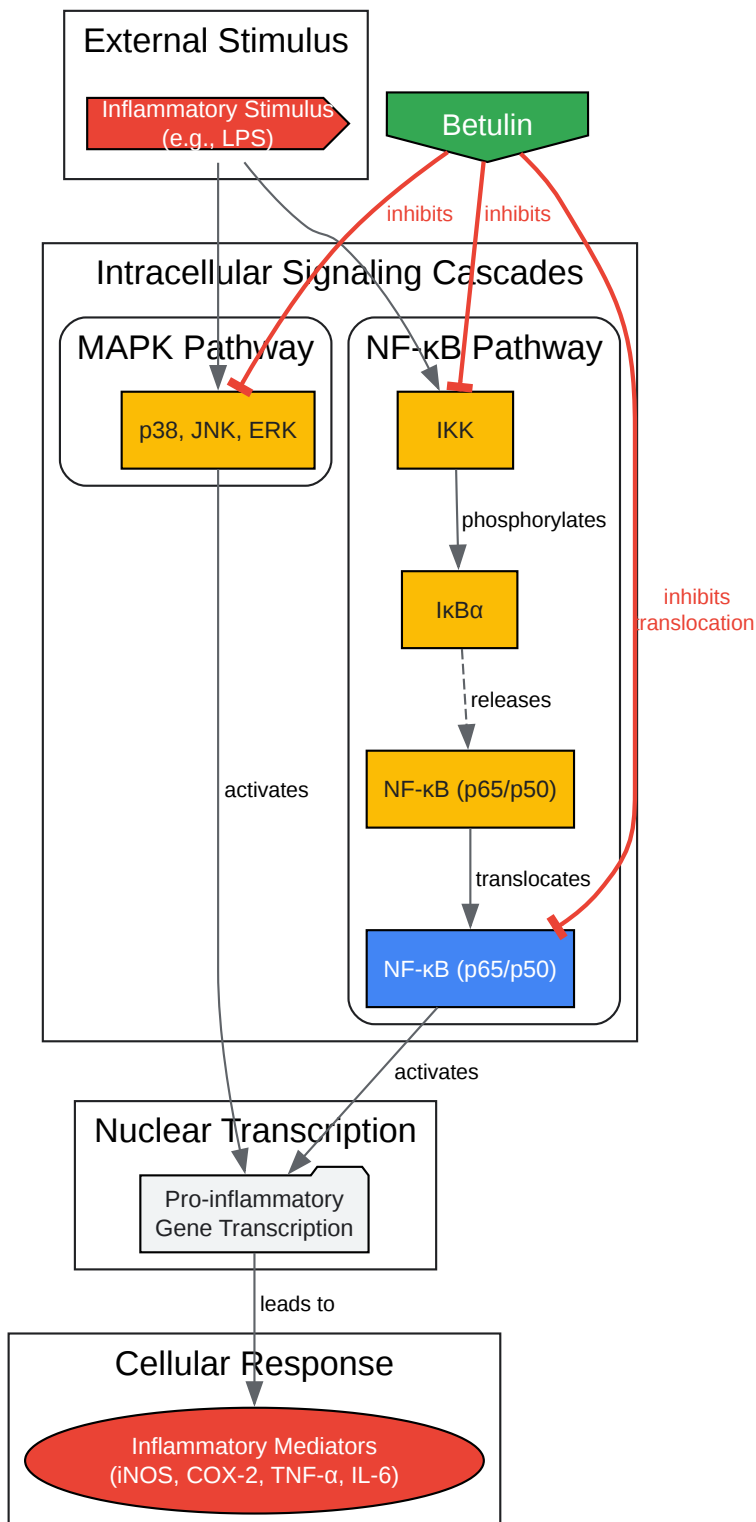 External Stimulus
Inflammatory Stimulus
(e.g., LPS)
Betulin
inhibits
inhibits
Intracellular Signaling Cascades
MAPK Pathway
NF-κB Pathway
p38, JNK, ERK
IKK
phosphorylates
IκBα
inhibits
translocation
releases
NF-κB (p65/p50)
activates
translocates
NF-κB (p65/p50)
activates
Nuclear Transcription
Pro-inflammatory
Gene Transcription
leads to
Cellular Response
Inflammatory Mediators
(iNOS, COX-2, TNF-α, IL-6)